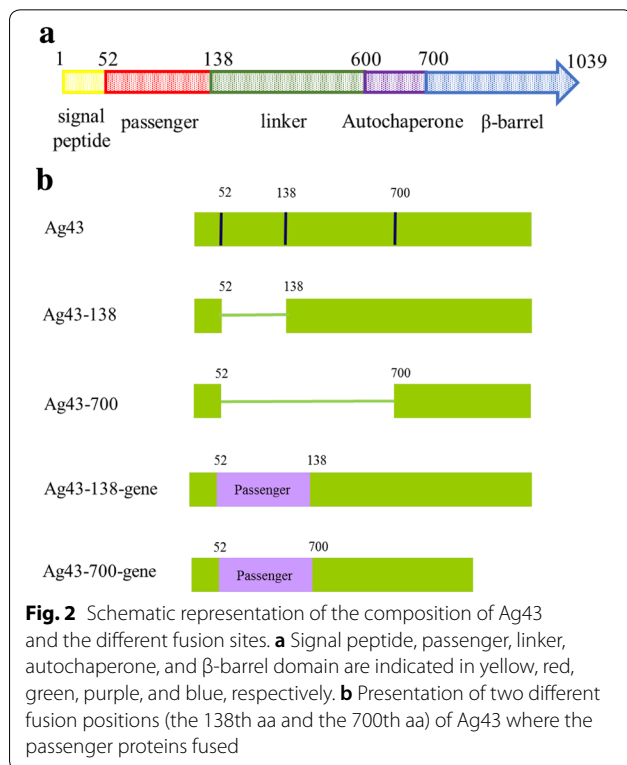 a
1 52 138 600 700 1039
signal peptide passenger linker Autochaperone β-barrel
b
52 138 700
Ag43
52 138
Ag43-138
52 700
Ag43-700
52 138
Ag43-138-gene Passenger
52 700
Ag43-700-gene Passenger
Fig. 2 Schematic representation of the composition of Ag43
and the different fusion sites. a Signal peptide, passenger, linker,
autochaperone, and β-barrel domain are indicated in yellow, red,
green, purple, and blue, respectively. b Presentation of two different
fusion positions (the 138th aa and the 700th aa) of Ag43 where the
passenger proteins fused